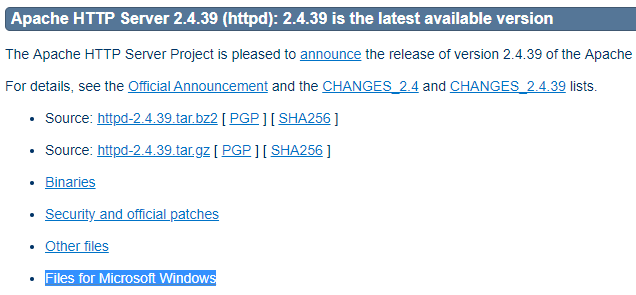 Apache HTTP Server 2.4.39 (httpd): 2.4.39 is the latest available version
The Apache HTTP Server Project is pleased to announce the release of version 2.4.39 of the Apache
For details, see the Official Announcement and the CHANGES_2.4 and CHANGES_2.4.39 lists.
• Source: httpd-2.4.39.tar.bz2 [ PGP ] [ SHA256 ]
• Source: httpd-2.4.39.tar.gz [ PGP ] [ SHA256 ]
• Binaries
• Security and official patches
• Other files
• Files for Microsoft Windows